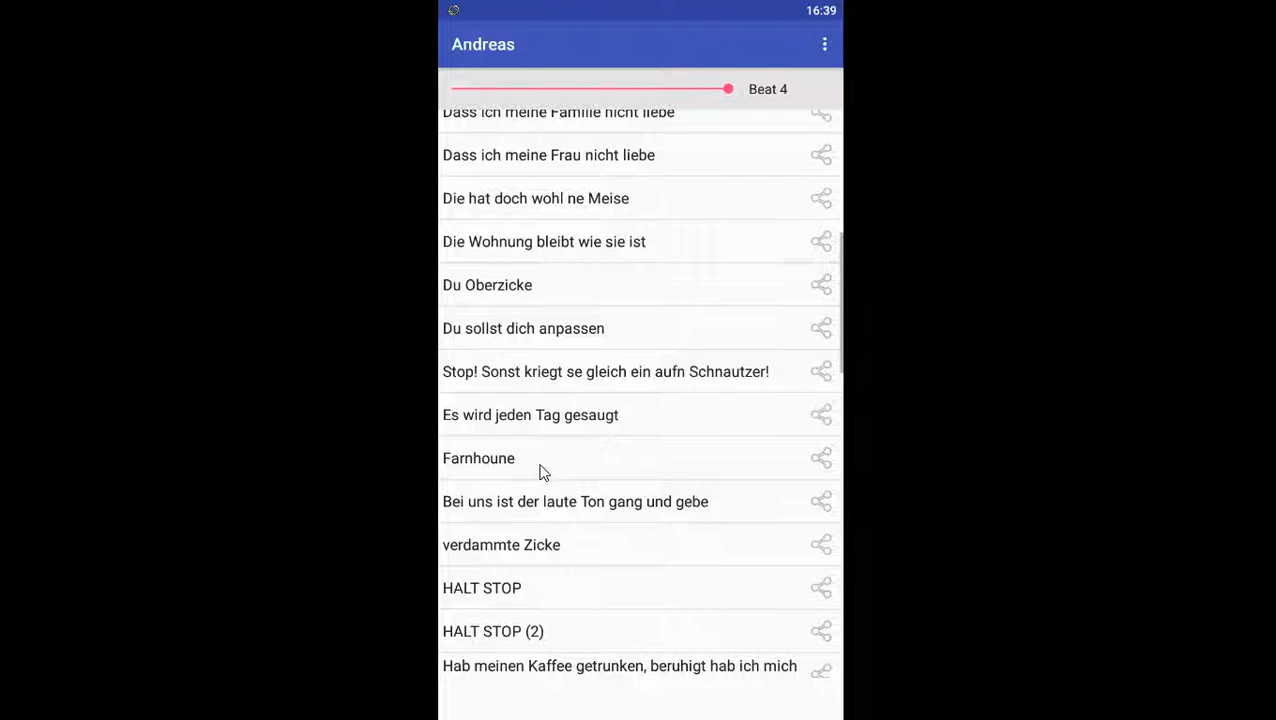 16:39
Andreas
Beat 4
Dass ich meine Familie nicht liebe
Dass ich meine Frau nicht liebe
Die hat doch wohl ne Meise
Die Wohnung bleibt wie sie ist
Du Oberzicke
Du sollst dich anpassen
Stop! Sonst kriegt se gleich ein aufn Schnautzer!
Es wird jeden Tag gesaugt
Farnhoune
Bei uns ist der laute Ton gang und gebe
verdammte Zicke
HALT STOP
HALT STOP (2)
Hab meinen Kaffee getrunken, beruhigt hab ich mich